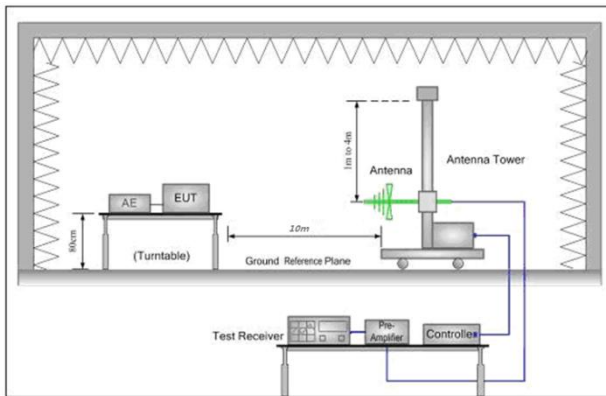 1m to 4m
Antenna
Antenna Tower
AE
EUT
80cm
(Turntable)
10m
Ground Reference Plane
Test Receiver
Pre-
Amplifier
Controller